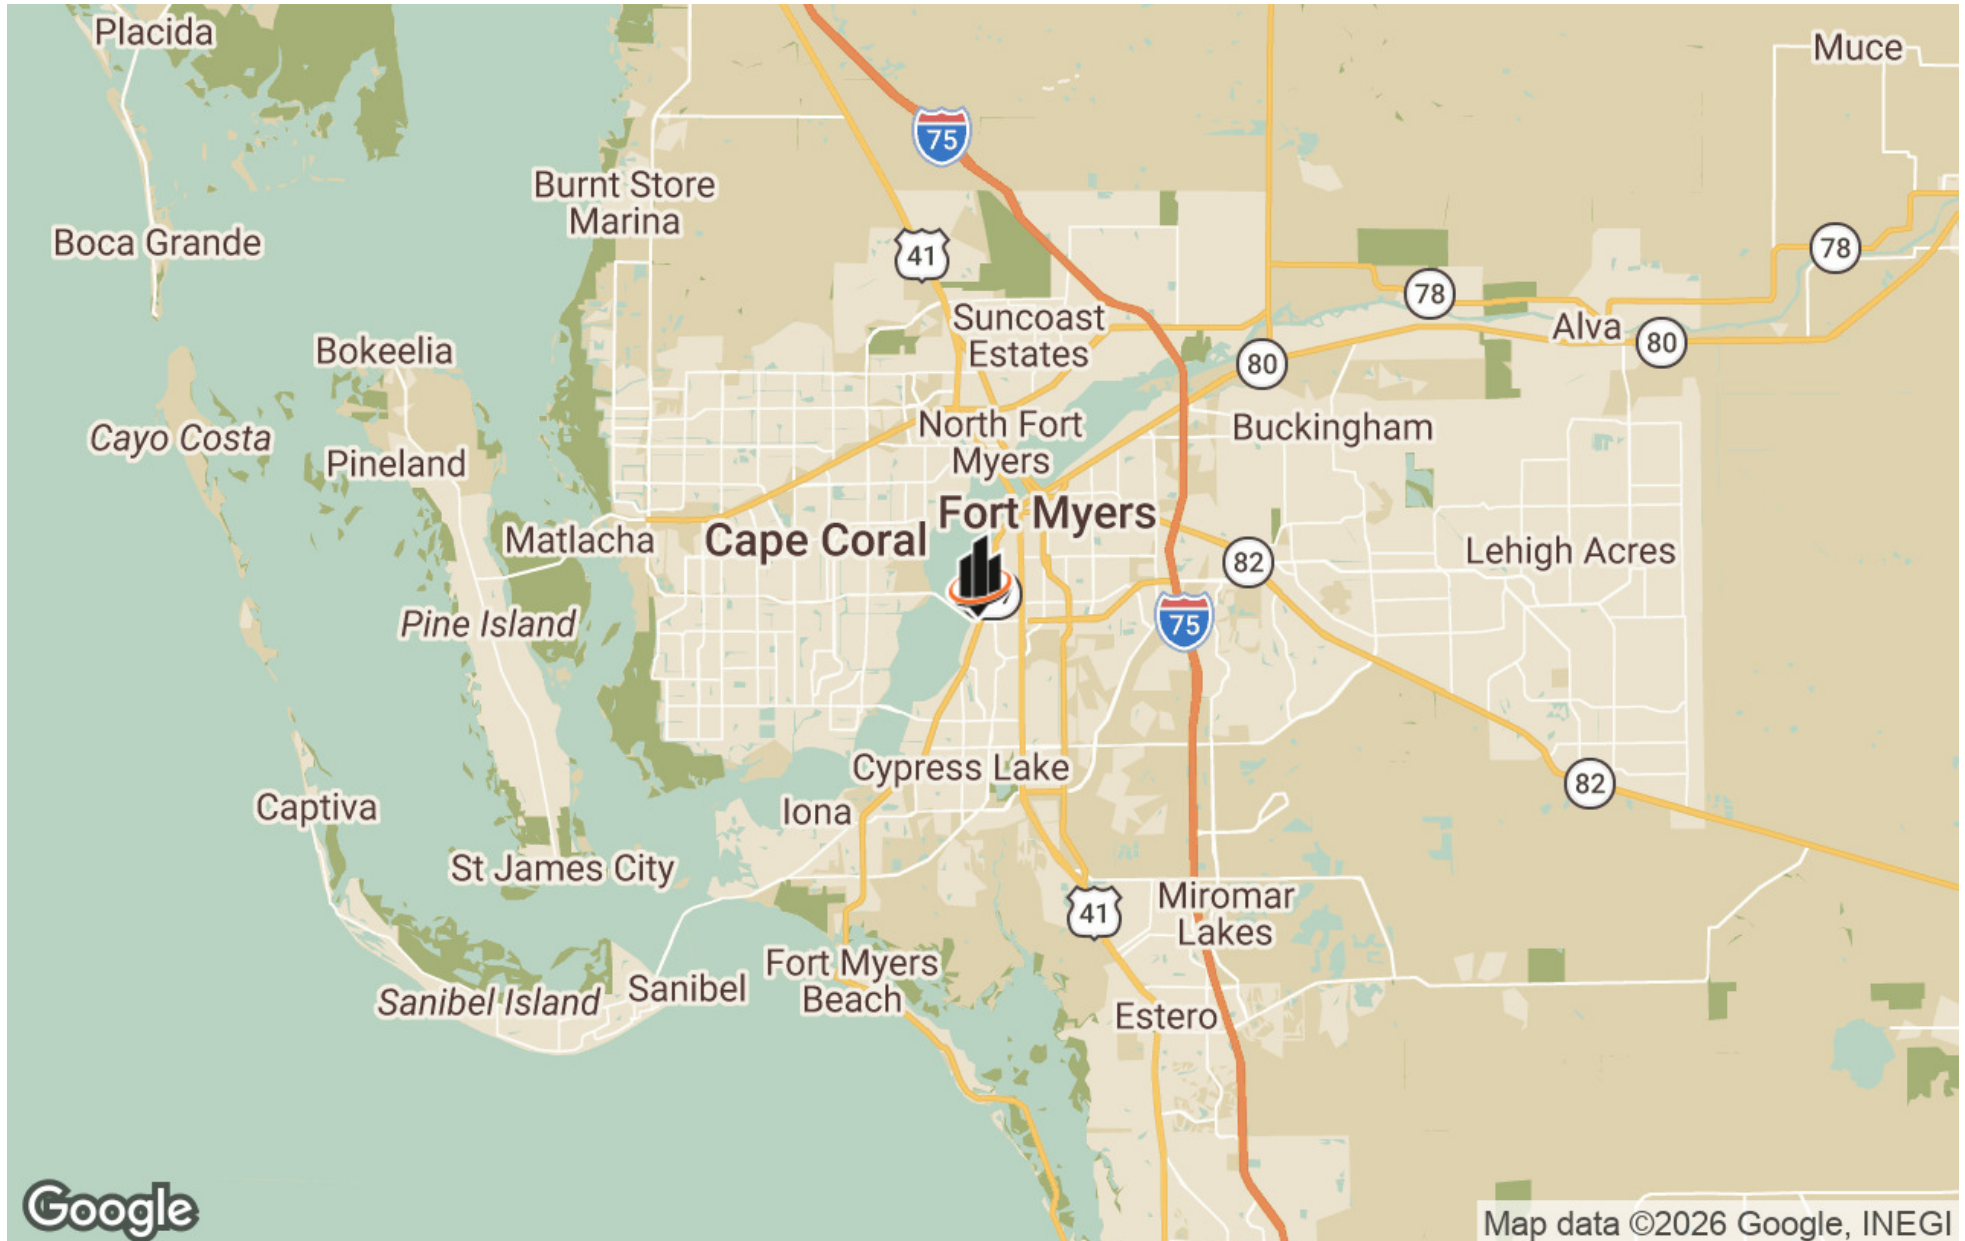 Placida
Muce
75
Burnt Store
Marina
Boca Grande
41
78
78
Suncoast
Estates
Alva
80
80
Bokeelia
North Fort
Myers
Buckingham
Cayo Costa
Pineland
Fort Myers
Matlacha
Cape Coral
82
Lehigh Acres
Pine Island
75
Cypress Lake
82
Captiva
Iona
St James City
Miromar
Lakes
41
Fort Myers
Beach
Sanibel Island
Sanibel
Estero
Google
Map data ©2026 Google, INEGI